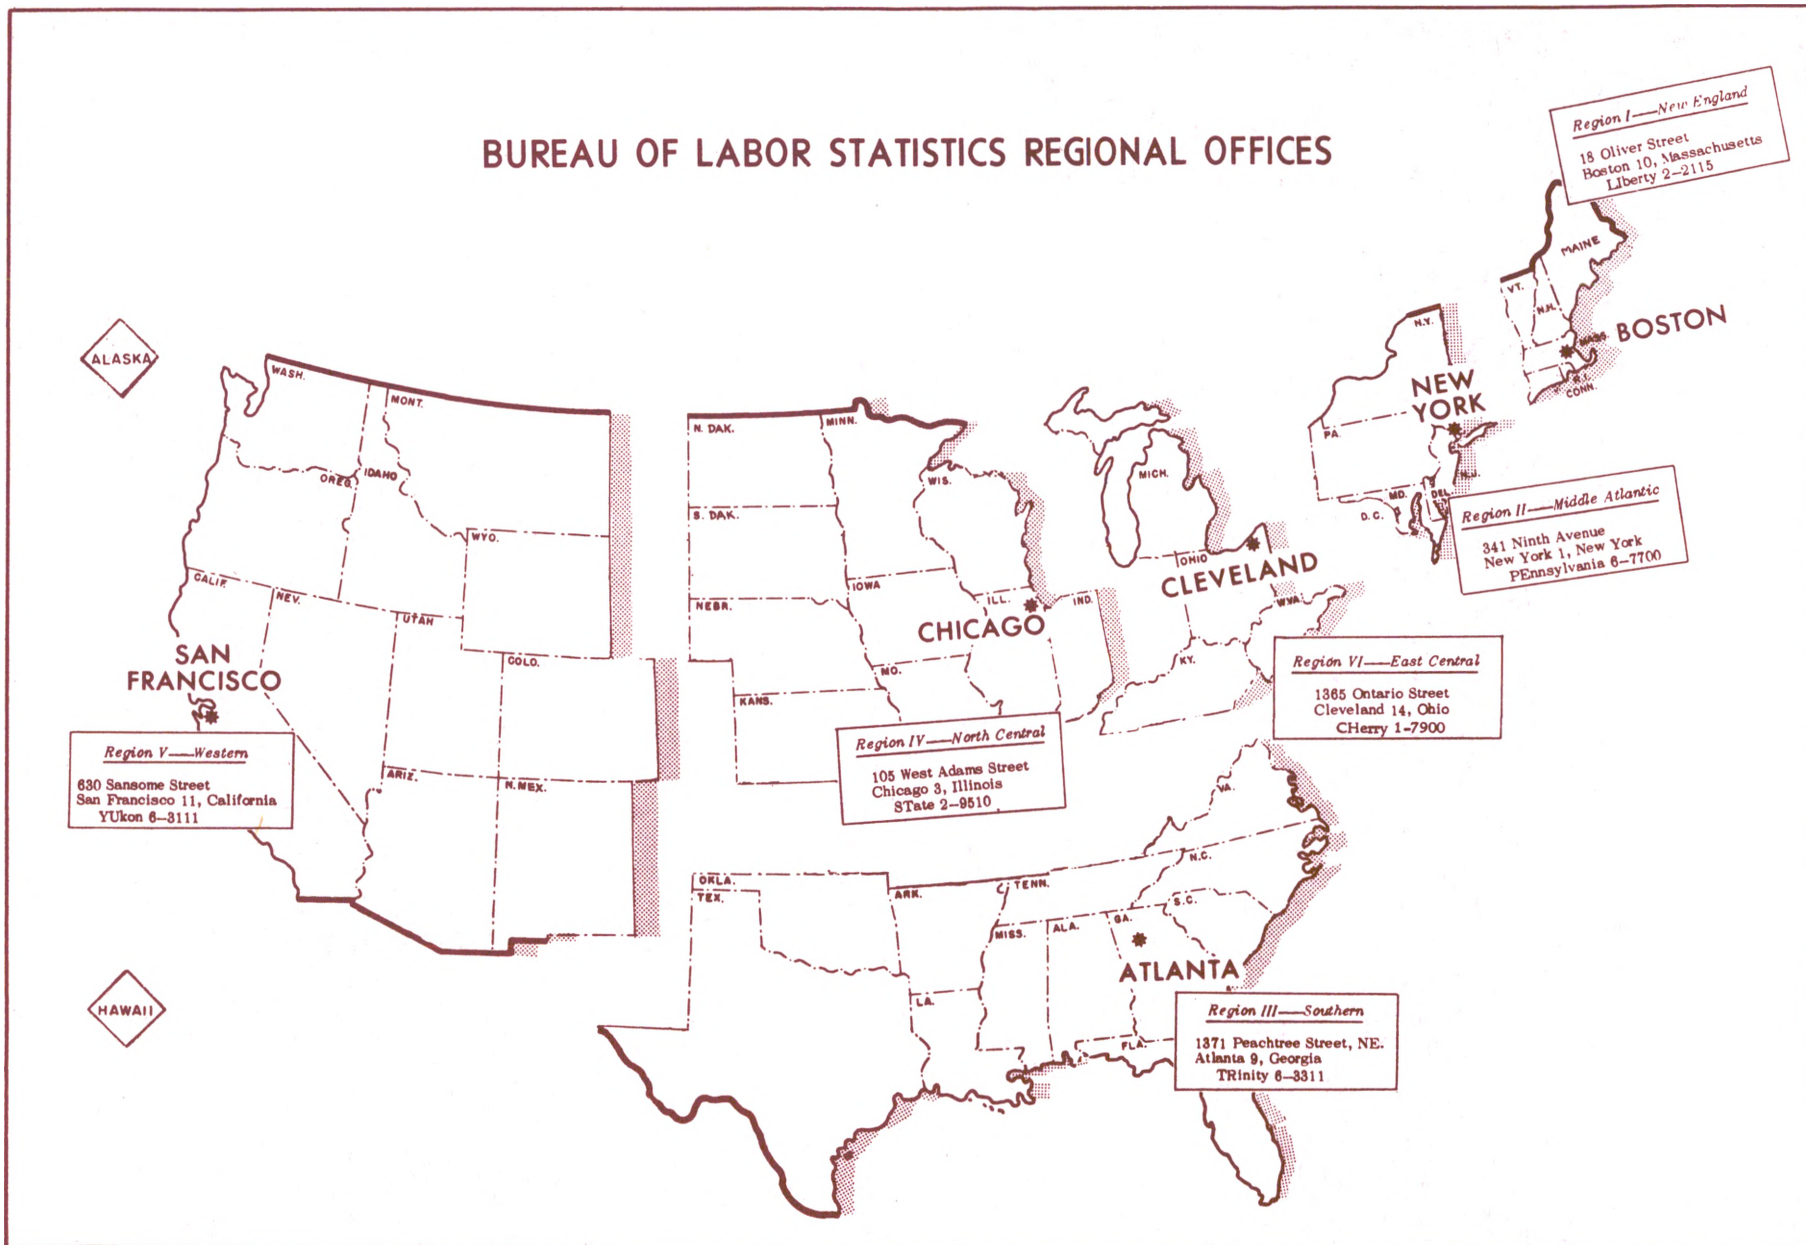 BUREAU OF LABOR STATISTICS REGIONAL OFFICES
Region I—New England
18 Oliver Street
Boston 10, Massachusetts
LIberty 2-2115
MAINE
VT.
N.H.
MASS.
BOSTON
R.I.
CONN.
N.Y.
NEW
YORK
PA.
N.J.
MD.
DEL.
D.C.
Region II—Middle Atlantic
341 Ninth Avenue
New York 1, New York
PEnnsylvania 6-7700
ALASKA
WASH.
MONT.
OREG.
IDAHO
WYO.
CALIF.
NEV.
UTAH
COLO.
SAN
FRANCISCO
Region V—Western
630 Sansome Street
San Francisco 11, California
YUkon 6-3111
ARIZ.
N. MEX.
HAWAII
N. DAK.
MINN.
S. DAK.
WIS.
NEBR.
IOWA
ILL.
IND.
CHICAGO
MO.
KANS.
Region IV—North Central
105 West Adams Street
Chicago 3, Illinois
STate 2-9510
MICH.
OHIO
CLEVELAND
W.VA.
KY.
Region VI—East Central
1365 Ontario Street
Cleveland 14, Ohio
CHerry 1-7900
VA.
N.C.
OKLA.
TEX.
ARK.
TENN.
S.C.
MISS.
ALA.
GA.
ATLANTA
LA.
FLA.
Region III—Southern
1371 Peachtree Street, NE.
Atlanta 9, Georgia
TRinity 6-3311